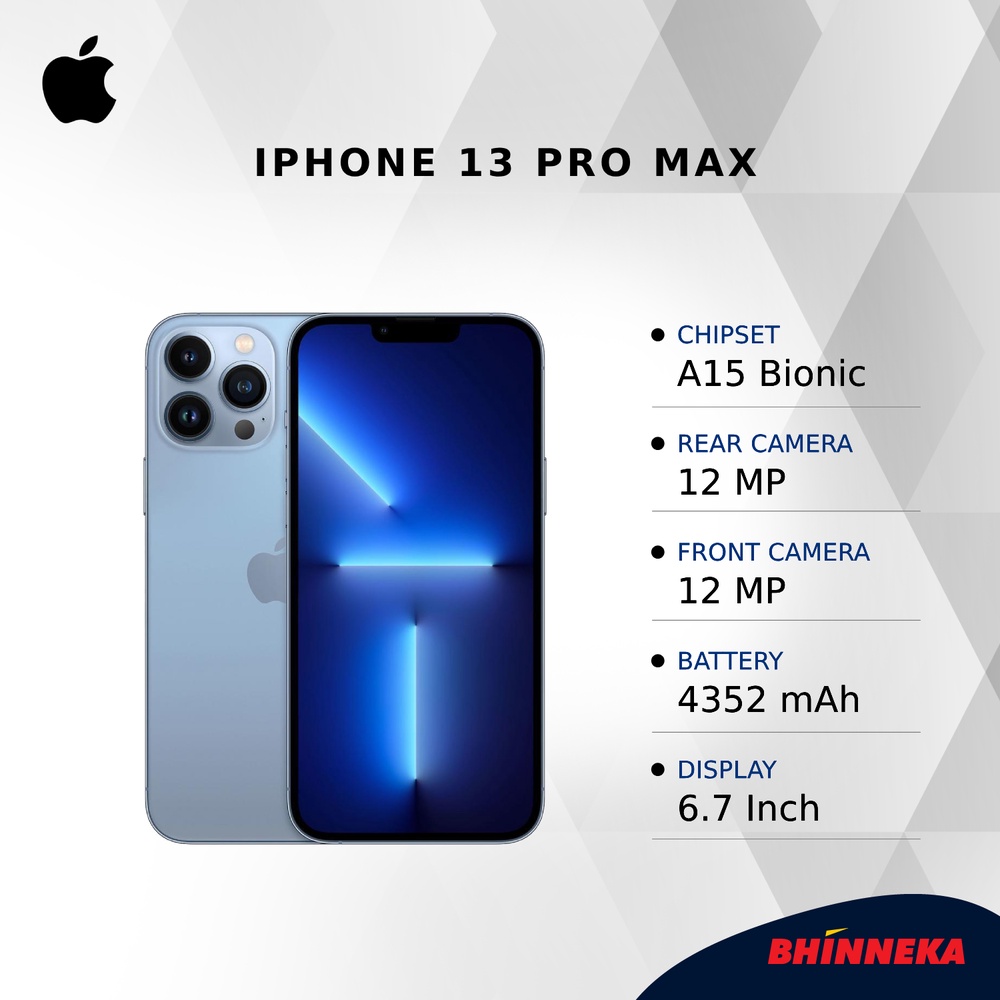 IPHONE 13 PRO MAX
CHIPSET
A15 Bionic
REAR CAMERA
12 MP
FRONT CAMERA
12 MP
BATTERY
4352 mAh
DISPLAY
6.7 Inch
BHINNEKA